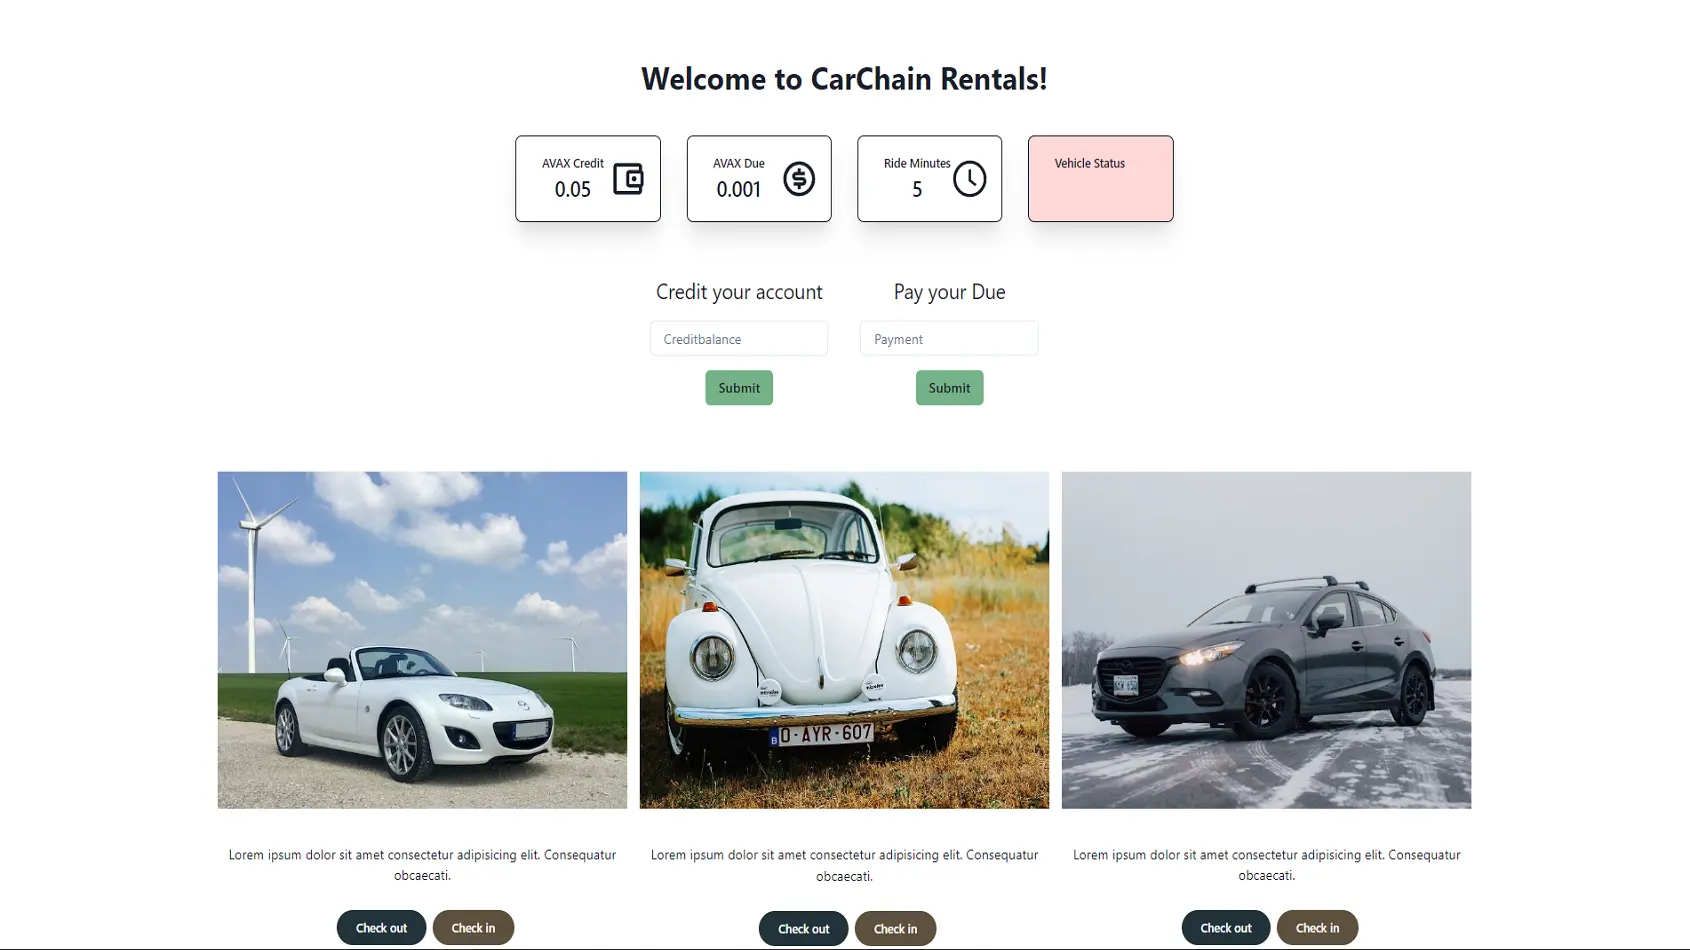 Welcome to CarChain Rentals!
AVAX Credit
0.05
AVAX Due
0.001
Ride Minutes
5
Vehicle Status
Credit your account
Pay your Due
Creditbalance
Payment
Submit
Submit
O-AYR-607
B
Lorem ipsum dolor sit amet consectetur adipisicing elit. Consequatur
obcaecati.
Lorem ipsum dolor sit amet consectetur adipisicing elit. Consequatur
obcaecati.
Lorem ipsum dolor sit amet consectetur adipisicing elit. Consequatur
obcaecati.
Check out
Check in
Check out
Check in
Check out
Check in